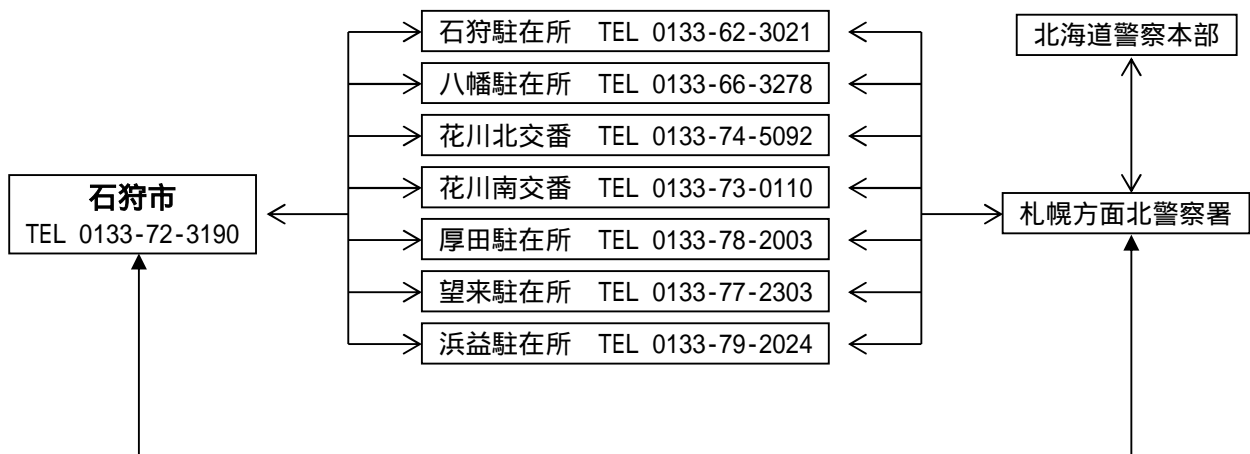 石狩駐在所 TEL 0133-62-3021
北海道警察本部
八幡駐在所 TEL 0133-66-3278
花川北交番 TEL 0133-74-5092
花川南交番 TEL 0133-73-0110
石狩市
TEL 0133-72-3190
札幌方面北警察署
厚田駐在所 TEL 0133-78-2003
望来駐在所 TEL 0133-77-2303
浜益駐在所 TEL 0133-79-2024